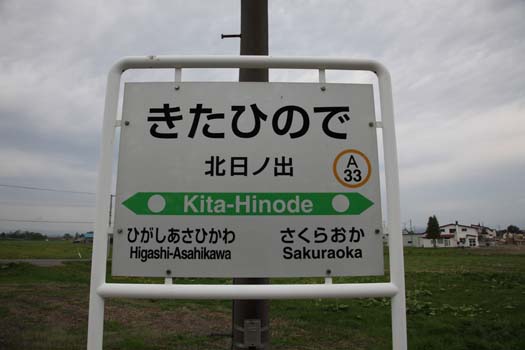 きたひので
北日ノ出
A
33
Kita-Hinode
ひがしあさひかわ さくらおか
Higashi-Asahikawa Sakuraoka